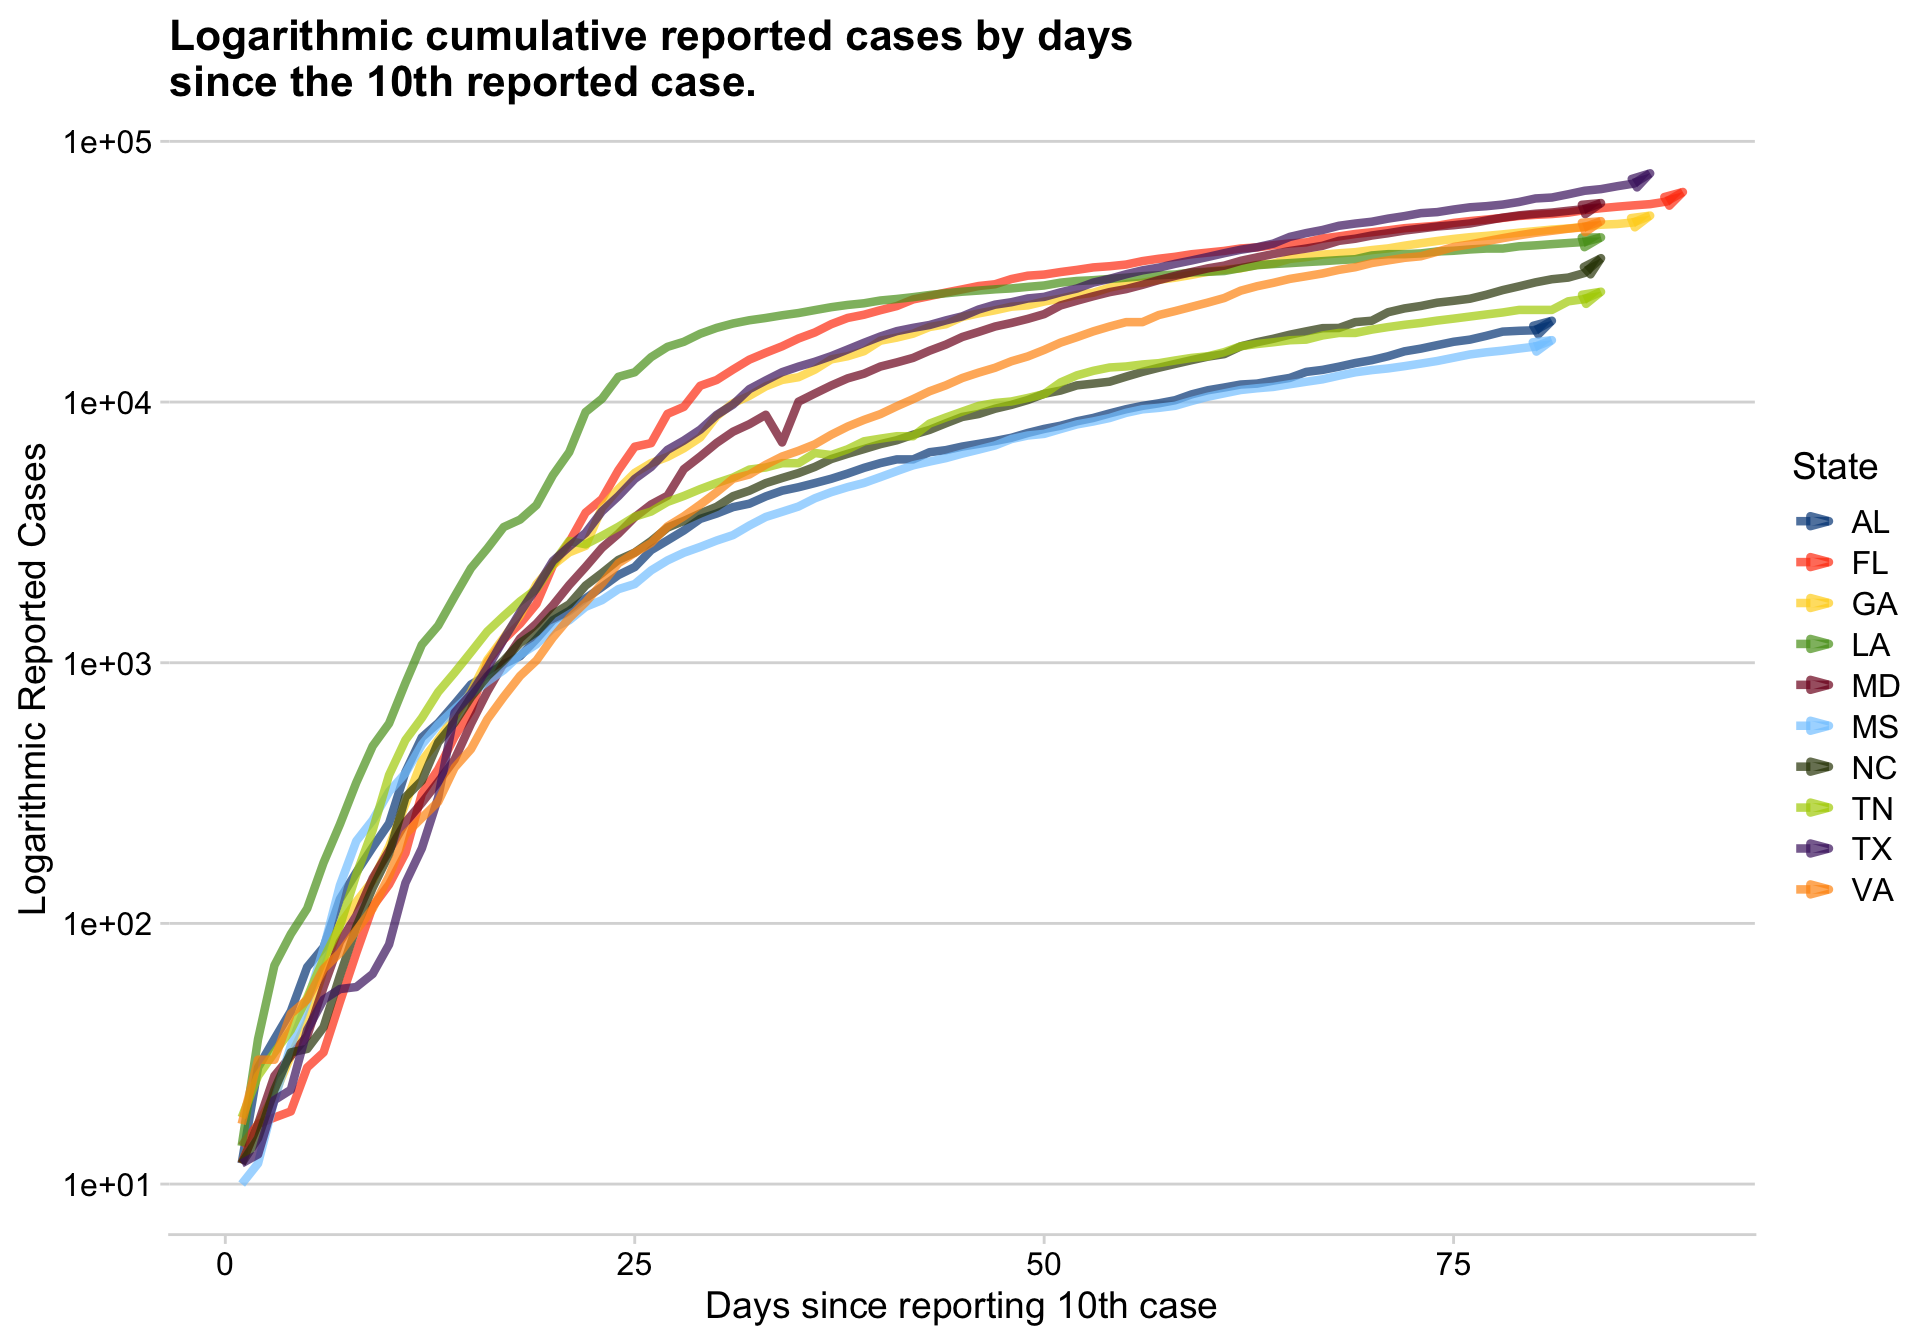 Logarithmic cumulative reported cases by days
since the 10th reported case.
1e+05
1e+04
1e+03
1e+02
1e+01
Logarithmic Reported Cases
0
25
50
75
Days since reporting 10th case
State
AL
FL
GA
LA
MD
MS
NC
TN
TX
VA